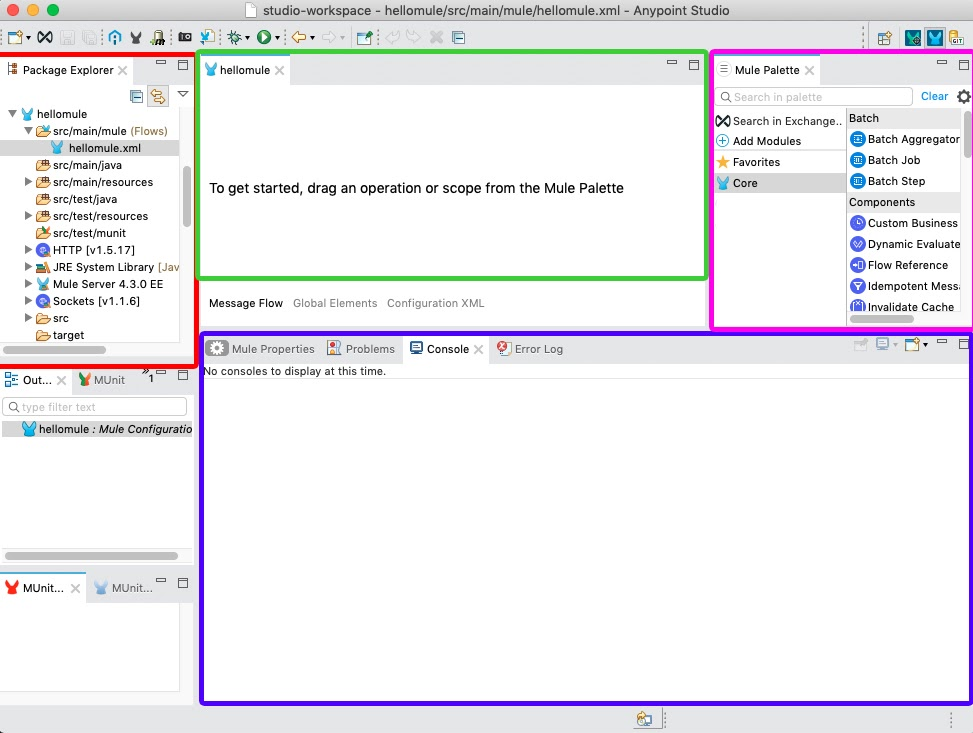 studio-workspace - hellomule/src/main/mule/hellomule.xml - Anypoint Studio
GIT
Package Explorer
hellomule
src/main/mule (Flows)
hellomule.xml
src/main/java
src/main/resources
src/test/java
src/test/resources
src/test/munit
HTTP [v1.5.17]
JRE System Library [Jav
Mule Server 4.3.0 EE
Sockets [v1.1.6]
src
target
hellomule
To get started, drag an operation or scope from the Mule Palette
Message Flow Global Elements Configuration XML
Mule Palette
Search in palette Clear
Search in Exchange..
Add Modules
Favorites
Core
Batch
Batch Aggregator
Batch Job
Batch Step
Components
Custom Business
Dynamic Evaluate
Flow Reference
Idempotent Messa
Invalidate Cache
Out... MUnit »1
type filter text
hellomule : Mule Configuratio
MUnit... MUnit...
Mule Properties Problems Console Error Log
No consoles to display at this time.